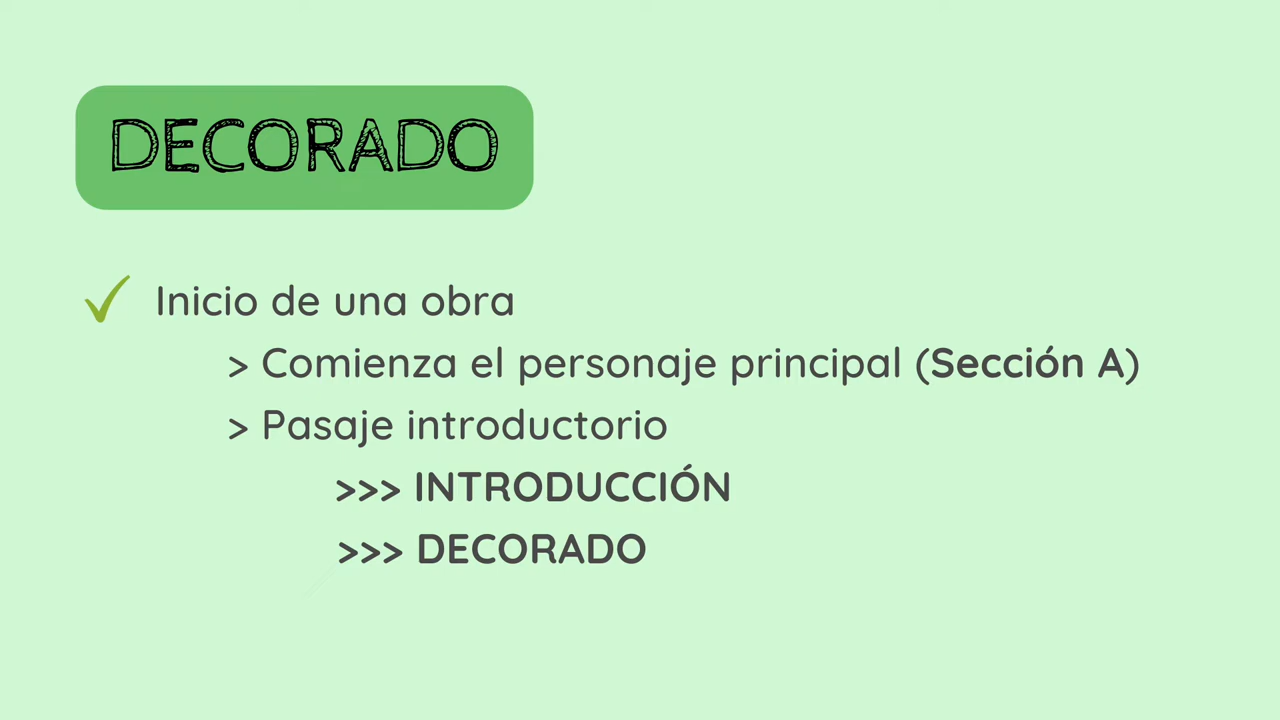 DECORADO
✓ Inicio de una obra
> Comienza el personaje principal (Sección A)
> Pasaje introductorio
>>> INTRODUCCIÓN
>>> DECORADO